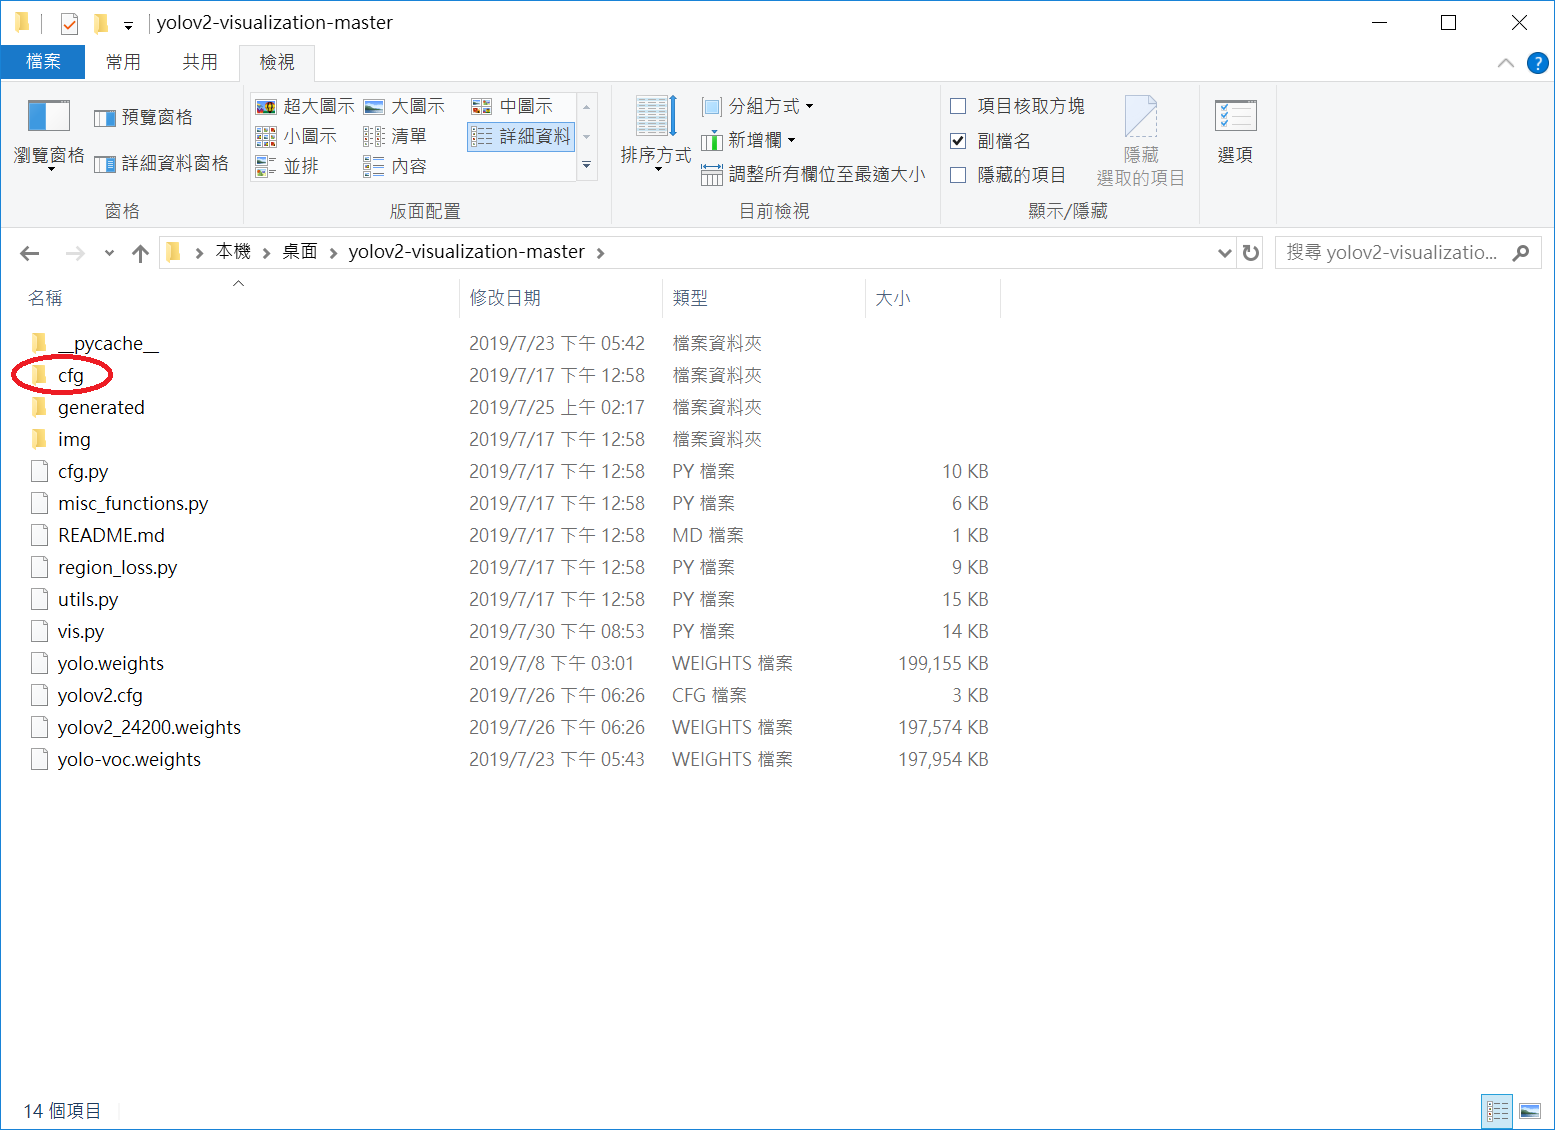 yolov2-visualization-master
檔案 常用 共用 檢視
瀏覽窗格
預覽窗格
詳細資料窗格
窗格
超大圖示 大圖示 中圖示
小圖示 清單 詳細資料
並排 內容
版面配置
排序方式
分組方式
新增欄
調整所有欄位至最適大小
目前檢視
項目核取方塊
副檔名
隱藏的項目
隱藏
選取的項目
顯示/隱藏
選項
本機 桌面 yolov2-visualization-master
搜尋 yolov2-visualizatio...
名稱 修改日期 類型 大小
__pycache__ 2019/7/23 下午 05:42 檔案資料夾
cfg 2019/7/17 下午 12:58 檔案資料夾
generated 2019/7/25 上午 02:17 檔案資料夾
img 2019/7/17 下午 12:58 檔案資料夾
cfg.py 2019/7/17 下午 12:58 PY 檔案 10 KB
misc_functions.py 2019/7/17 下午 12:58 PY 檔案 6 KB
README.md 2019/7/17 下午 12:58 MD 檔案 1 KB
region_loss.py 2019/7/17 下午 12:58 PY 檔案 9 KB
utils.py 2019/7/17 下午 12:58 PY 檔案 15 KB
vis.py 2019/7/30 下午 08:53 PY 檔案 14 KB
yolo.weights 2019/7/8 下午 03:01 WEIGHTS 檔案 199,155 KB
yolov2.cfg 2019/7/26 下午 06:26 CFG 檔案 3 KB
yolov2_24200.weights 2019/7/26 下午 06:26 WEIGHTS 檔案 197,574 KB
yolo-voc.weights 2019/7/23 下午 05:43 WEIGHTS 檔案 197,954 KB
14 個項目